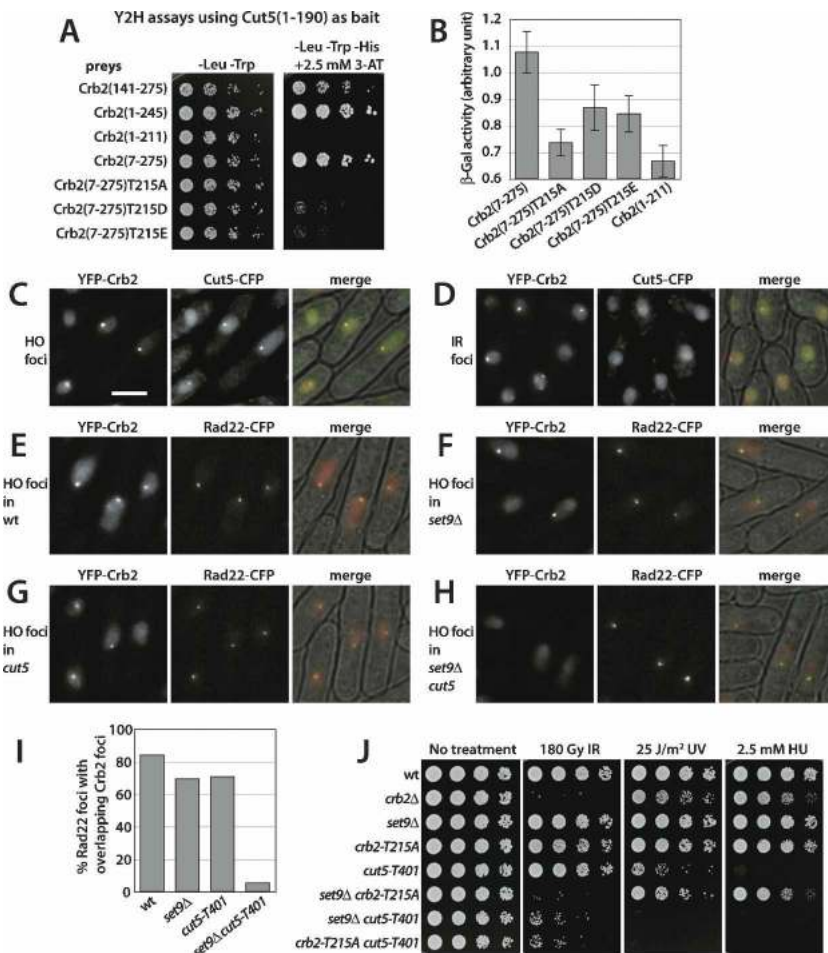 Y2H assays using Cut5(1-190) as bait
A
preys
-Leu -Trp
-Leu -Trp -His
+2.5 mM 3-AT
Crb2(141-275)
Crb2(1-245)
Crb2(1-211)
Crb2(7-275)
Crb2(7-275)T215A
Crb2(7-275)T215D
Crb2(7-275)T215E
B
β-Gal activity (arbitrary unit)
1.2
1.1
1.0
0.9
0.8
0.7
0.6
Crb2(7-275)
Crb2(7-275)T215A
Crb2(7-275)T215D
Crb2(7-275)T215E
Crb2(1-211)
C
YFP-Crb2 Cut5-CFP merge
HO
foci
D
YFP-Crb2 Cut5-CFP merge
IR
foci
E
YFP-Crb2 Rad22-CFP merge
HO foci
in
wt
F
YFP-Crb2 Rad22-CFP merge
HO foci
in
set9Δ
G
YFP-Crb2 Rad22-CFP merge
HO foci
in
cut5
H
YFP-Crb2 Rad22-CFP merge
HO foci
in
set9Δ
cut5
I
% Rad22 foci with
overlapping Crb2 foci
100
80
60
40
20
0
wt
set9Δ
cut5-T401
set9Δ cut5-T401
J
No treatment 180 Gy IR 25 J/m² UV 2.5 mM HU
wt
crb2Δ
set9Δ
crb2-T215A
cut5-T401
set9Δ crb2-T215A
set9Δ cut5-T401
crb2-T215A cut5-T401